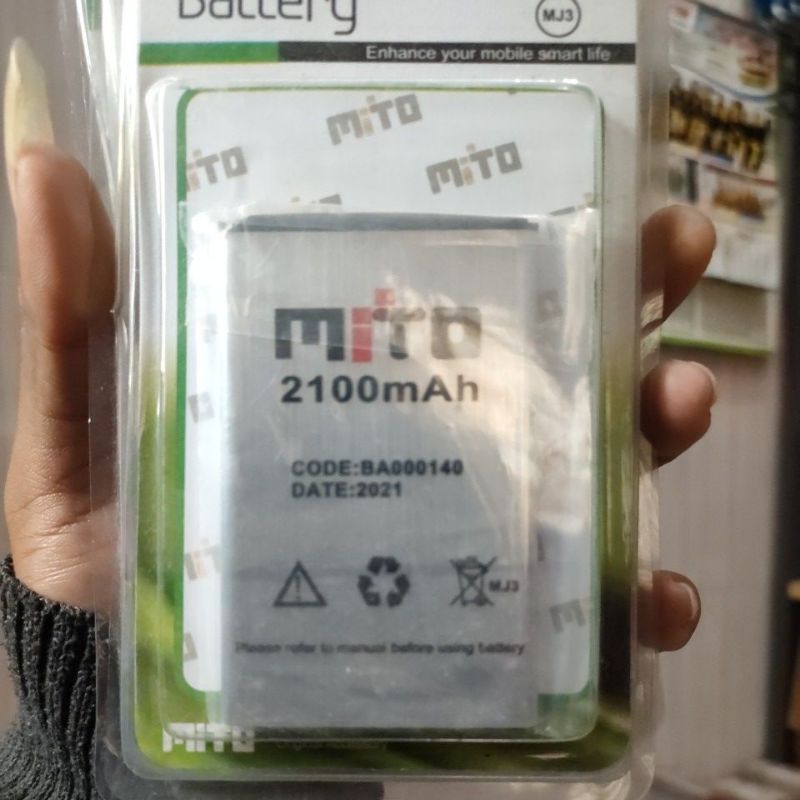 Battery
MJ3
Enhance your mobile smart life
mito
mito
mito
mito
2100mAh
CODE:BA000140
DATE:2021
MJ3
Please refer to manual before using battery
mito